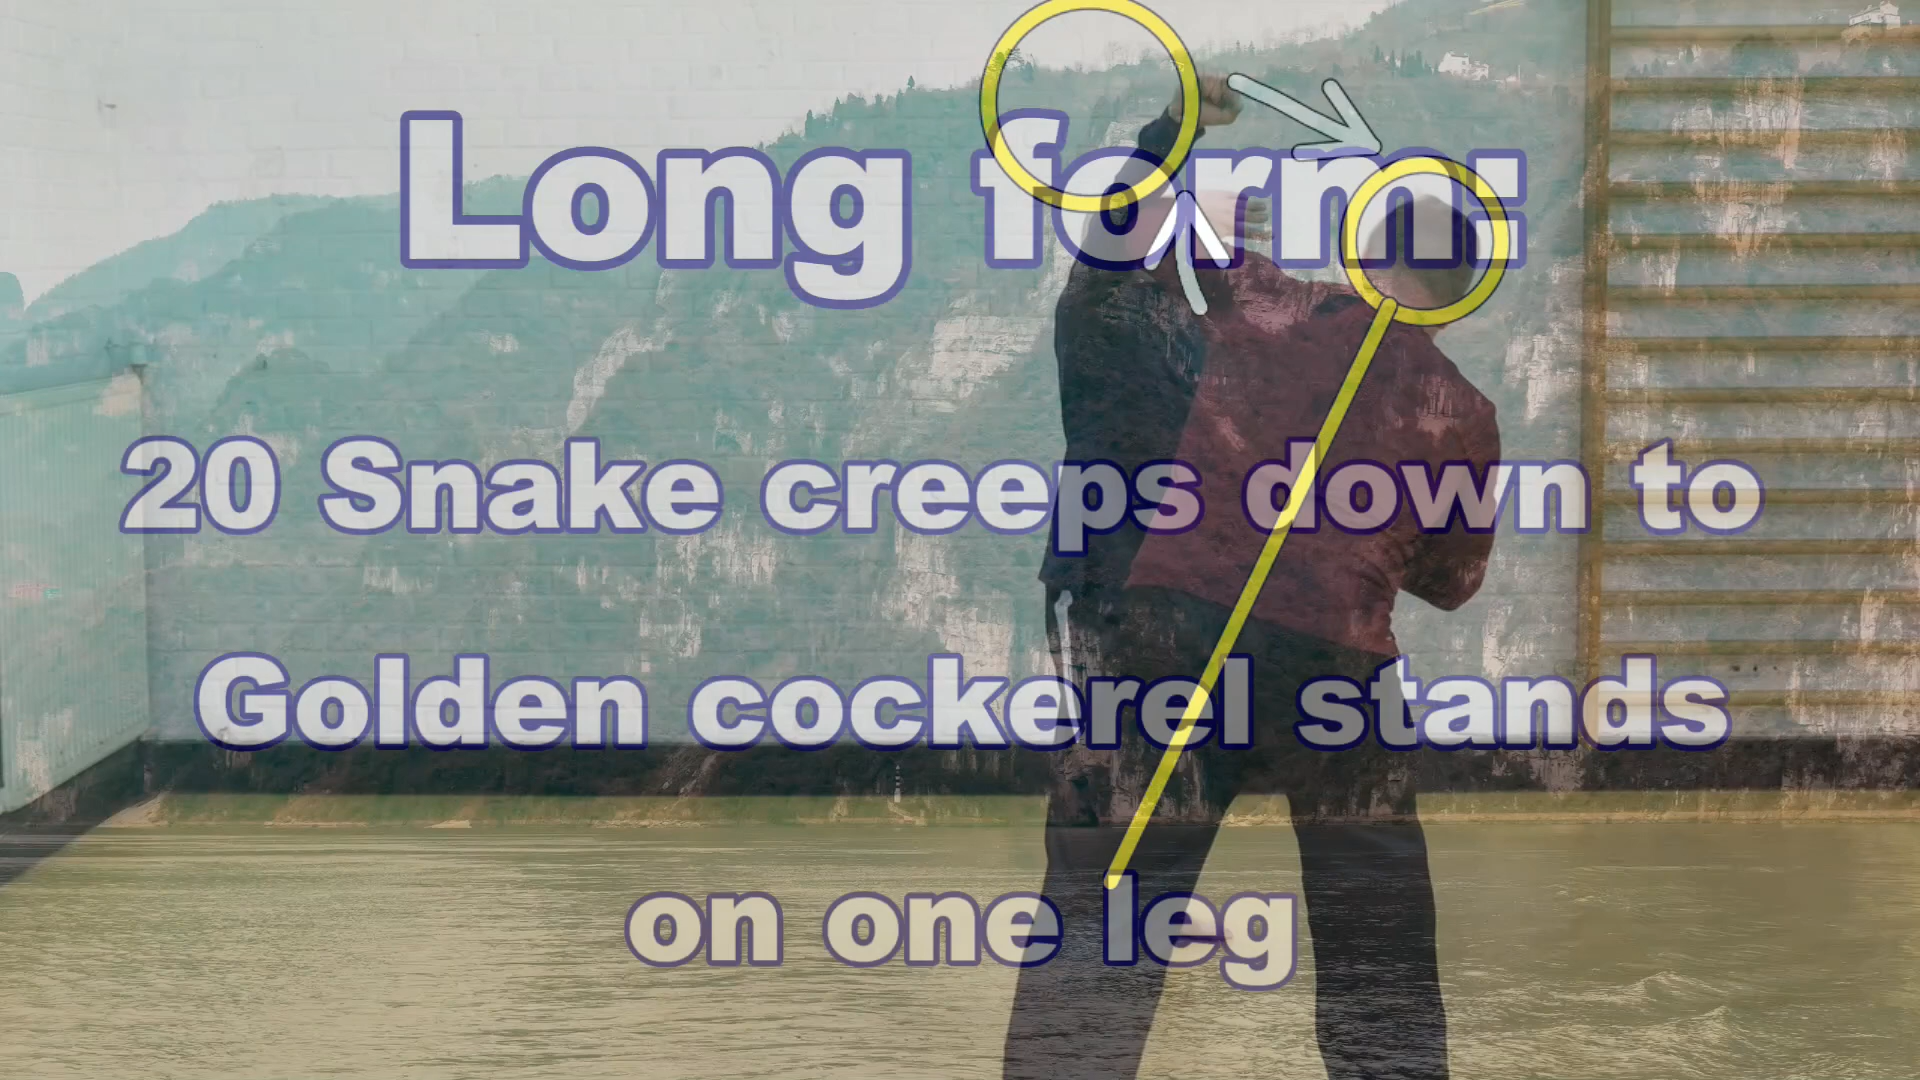 Long form:
20 Snake creeps down to
Golden cockerel stands
on one leg